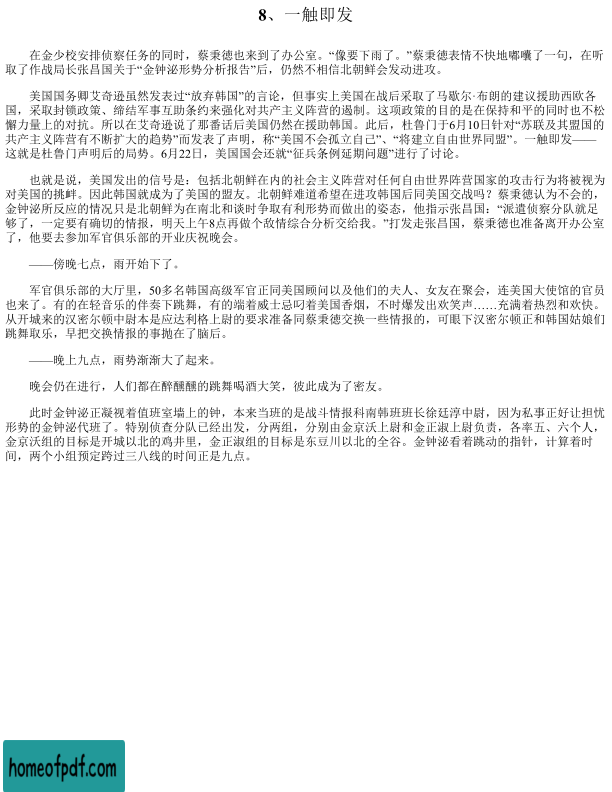 8、一触即发
在金少校安排侦察任务的同时，蔡秉德也来到了办公室。“像要下雨了。”蔡秉德表情不快地嘟囔了一句，在听
取了作战局长张昌国关于“金钟泌形势分析报告”后，仍然不相信北朝鲜会发动进攻。
美国国务卿艾奇逊虽然发表过“放弃韩国”的言论，但事实上美国在战后采取了马歇尔·布朗的建议援助西欧各
国，采取封锁政策、缔结军事互助条约来强化对共产主义阵营的遏制。这项政策的目的是在保持和平的同时也不松
懈力量上的对抗。所以在艾奇逊说了那番话后美国仍然在援助韩国。此后，杜鲁门于6月10日针对“苏联及其盟国的
共产主义阵营有不断扩大的趋势”而发表了声明，称“美国不会孤立自己”、“将建立自由世界同盟”。一触即发——
这就是杜鲁门声明后的局势。6月22日，美国国会还就“征兵条例延期问题”进行了讨论。
也就是说，美国发出的信号是：包括北朝鲜在内的社会主义阵营对任何自由世界阵营国家的攻击行为将被视为
对美国的挑衅。因此韩国就成为了美国的盟友。北朝鲜难道希望在进攻韩国后同美国交战吗？蔡秉德认为不会的，
金钟泌所反应的情况只是北朝鲜为在南北和谈时争取有利形势而做出的姿态，他指示张昌国：“派遣侦察分队就足
够了，一定要有确切的情报，明天上午8点再做个敌情综合分析交给我。”打发走张昌国，蔡秉德也准备离开办公室
了，他要去参加军官俱乐部的开业庆祝晚会。
——傍晚七点，雨开始下了。
军官俱乐部的大厅里，50多名韩国高级军官正同美国顾问以及他们的夫人、女友在聚会，连美国大使馆的官员
也来了。有的在轻音乐的伴奏下跳舞，有的端着威士忌叼着美国香烟，不时爆发出欢笑声……充满着热烈和欢快。
从开城来的汉密尔顿中尉本是应达利格上尉的要求准备同蔡秉德交换一些情报的，可眼下汉密尔顿正和韩国姑娘们
跳舞取乐，早把交换情报的事抛在了脑后。
——晚上九点，雨势渐渐大了起来。
晚会仍在进行，人们都在醉醺醺的跳舞喝酒大笑，彼此成为了密友。
此时金钟泌正凝视着值班室墙上的钟，本来当班的是战斗情报科南韩班班长徐廷淳中尉，因为私事正好让担忧
形势的金钟泌代班了。特别侦查分队已经出发，分两组，分别由金京沃上尉和金正淑上尉负责，各率五、六个人，
金京沃组的目标是开城以北的鸡井里，金正淑组的目标是东豆川以北的全谷。金钟泌看着跳动的指针，计算着时
间，两个小组预定跨过三八线的时间正是九点。
homeofpdf.com